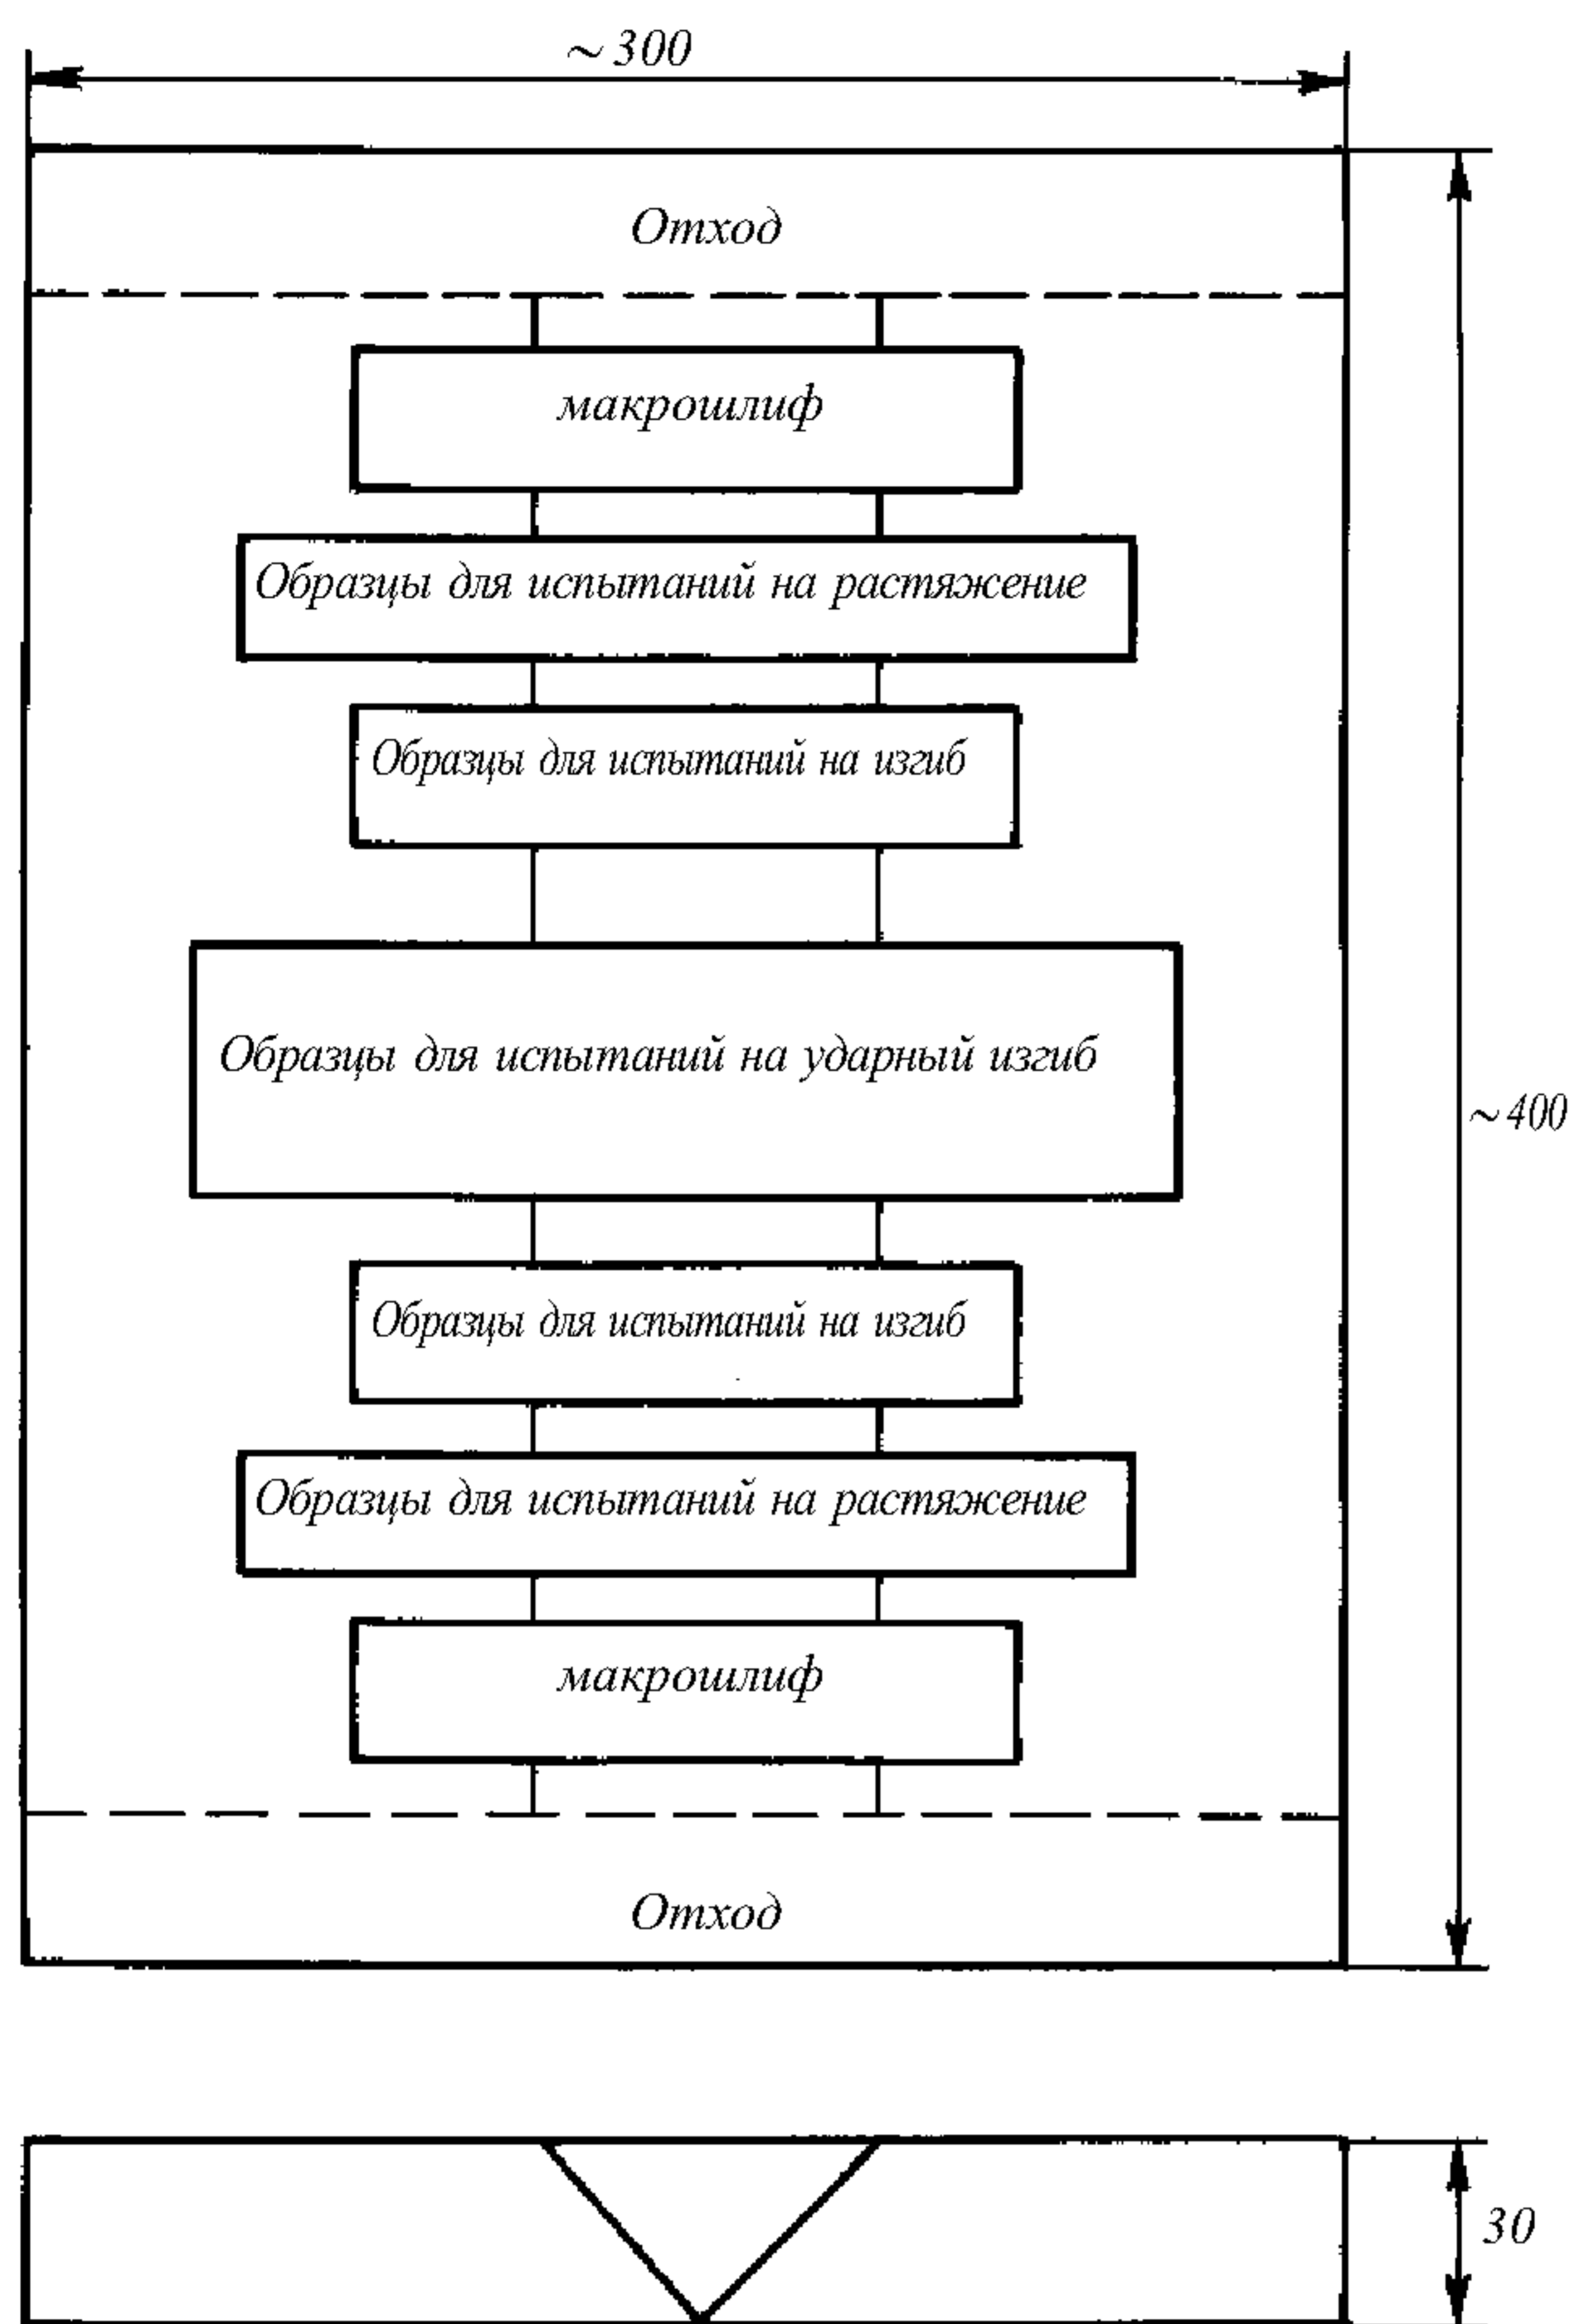 ~300
Отход
макрошлиф
Образцы для испытаний на растяжение
Образцы для испытаний на изгиб
Образцы для испытаний на ударный изгиб
~400
Образцы для испытаний на изгиб
Образцы для испытаний на растяжение
макрошлиф
Отход
30